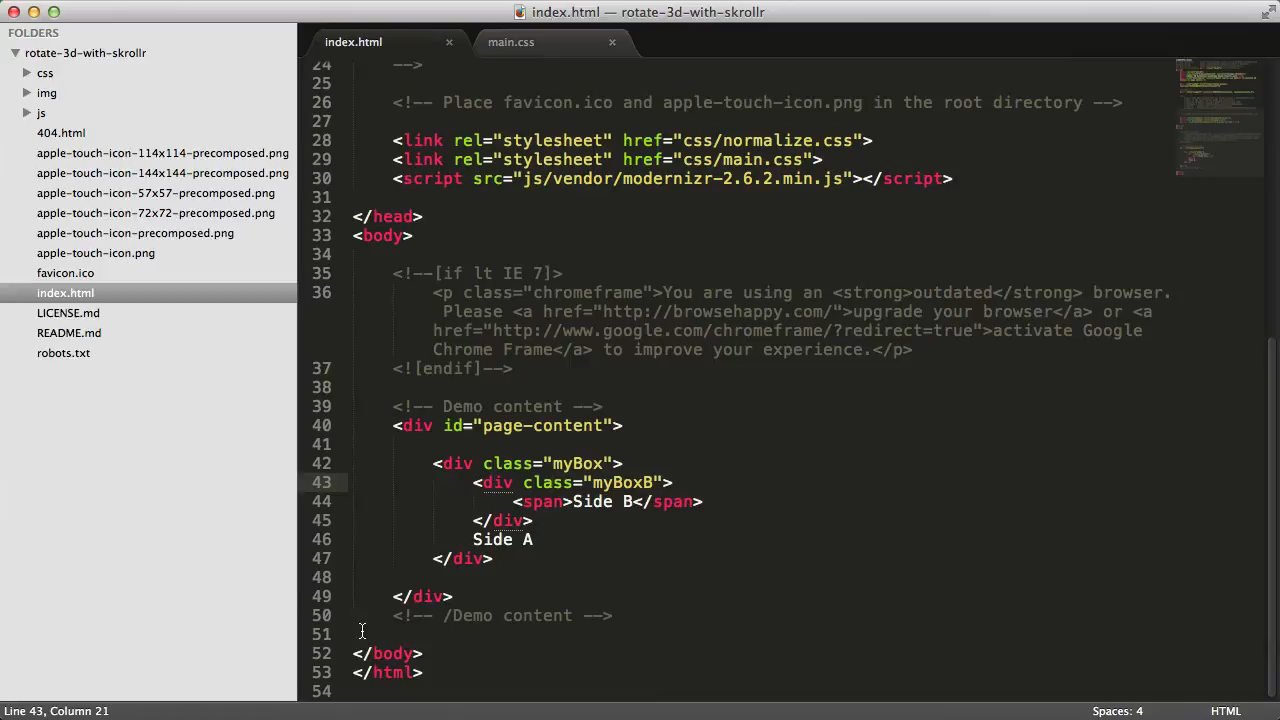 index.html — rotate-3d-with-skrollr
FOLDERS
rotate-3d-with-skrollr
css
img
js
404.html
apple-touch-icon-114x114-precomposed.png
apple-touch-icon-144x144-precomposed.png
apple-touch-icon-57x57-precomposed.png
apple-touch-icon-72x72-precomposed.png
apple-touch-icon-precomposed.png
apple-touch-icon.png
favicon.ico
index.html
LICENSE.md
README.md
robots.txt
index.html
main.css
24 -->
25
26 <!-- Place favicon.ico and apple-touch-icon.png in the root directory -->
27
28 <link rel="stylesheet" href="css/normalize.css">
29 <link rel="stylesheet" href="css/main.css">
30 <script src="js/vendor/modernizr-2.6.2.min.js"></script>
31
32 </head>
33 <body>
34
35 <!--[if lt IE 7]>
36 <p class="chromeframe">You are using an <strong>outdated</strong> browser.
Please <a href="http://browsehappy.com/">upgrade your browser</a> or <a
href="http://www.google.com/chromeframe/?redirect=true">activate Google
Chrome Frame</a> to improve your experience.</p>
37 <![endif]-->
38
39 <!-- Demo content -->
40 <div id="page-content">
41
42 <div class="myBox">
43 <div class="myBoxB">
44 <span>Side B</span>
45 </div>
46 Side A
47 </div>
48
49 </div>
50 <!-- /Demo content -->
51
52 </body>
53 </html>
54
Line 43, Column 21
Spaces: 4
HTML